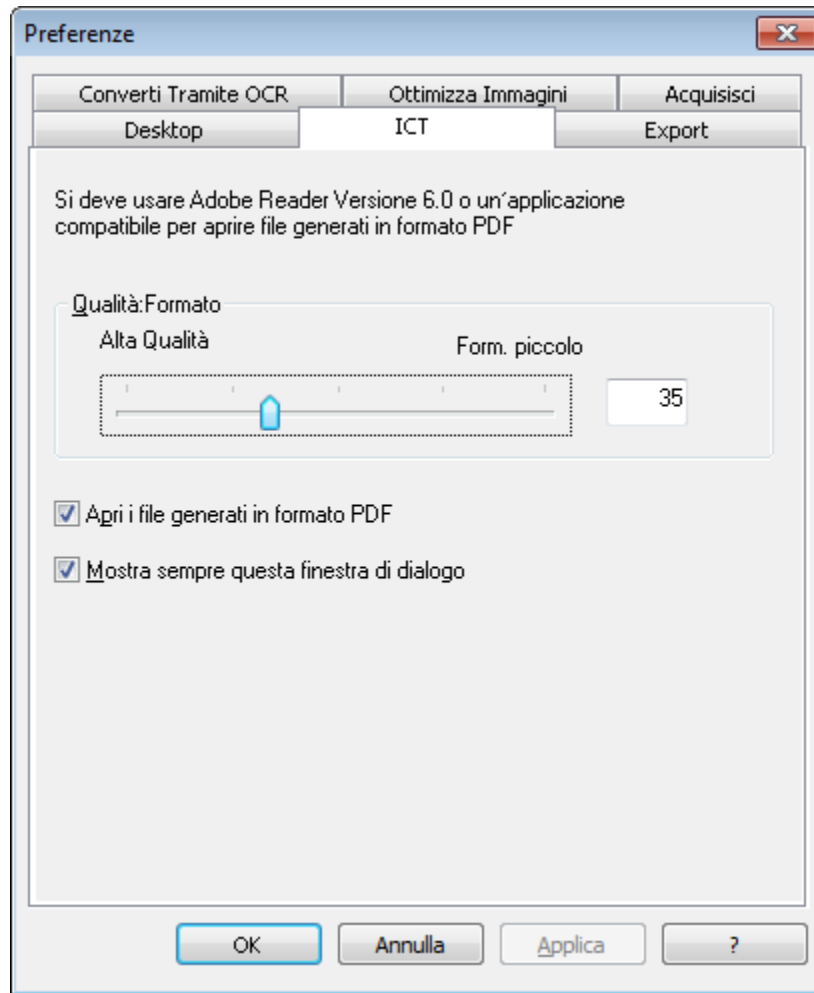 Preferenze
Converti Tramite OCR Ottimizza Immagini Acquisisci
Desktop ICT Export
Si deve usare Adobe Reader Versione 6.0 o un'applicazione
compatibile per aprire file generati in formato PDF
Qualità:Formato
Alta Qualità Form. piccolo
35
Apri i file generati in formato PDF
Mostra sempre questa finestra di dialogo
OK Annulla Applica ?